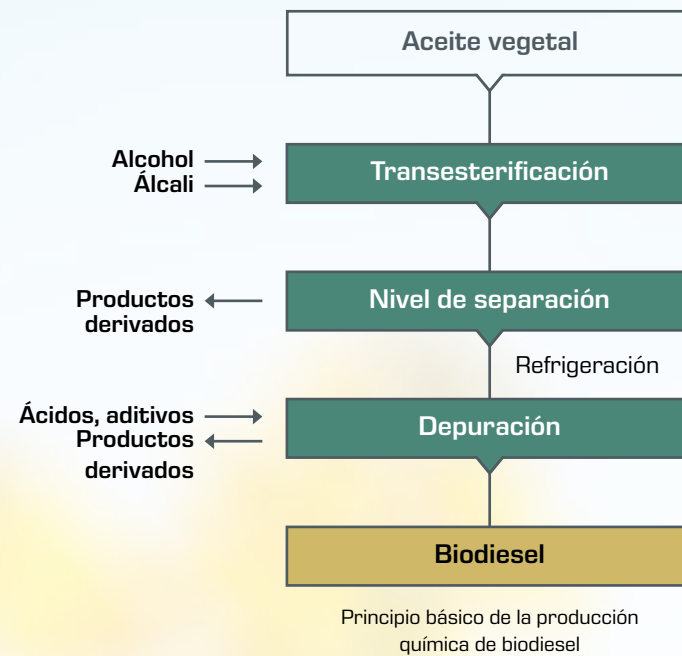 Aceite vegetal
Alcohol
Álcali
Transesterificación
Productos
derivados
Nivel de separación
Refrigeración
Ácidos, aditivos
Productos
derivados
Depuración
Biodiesel
Principio básico de la producción
química de biodiesel